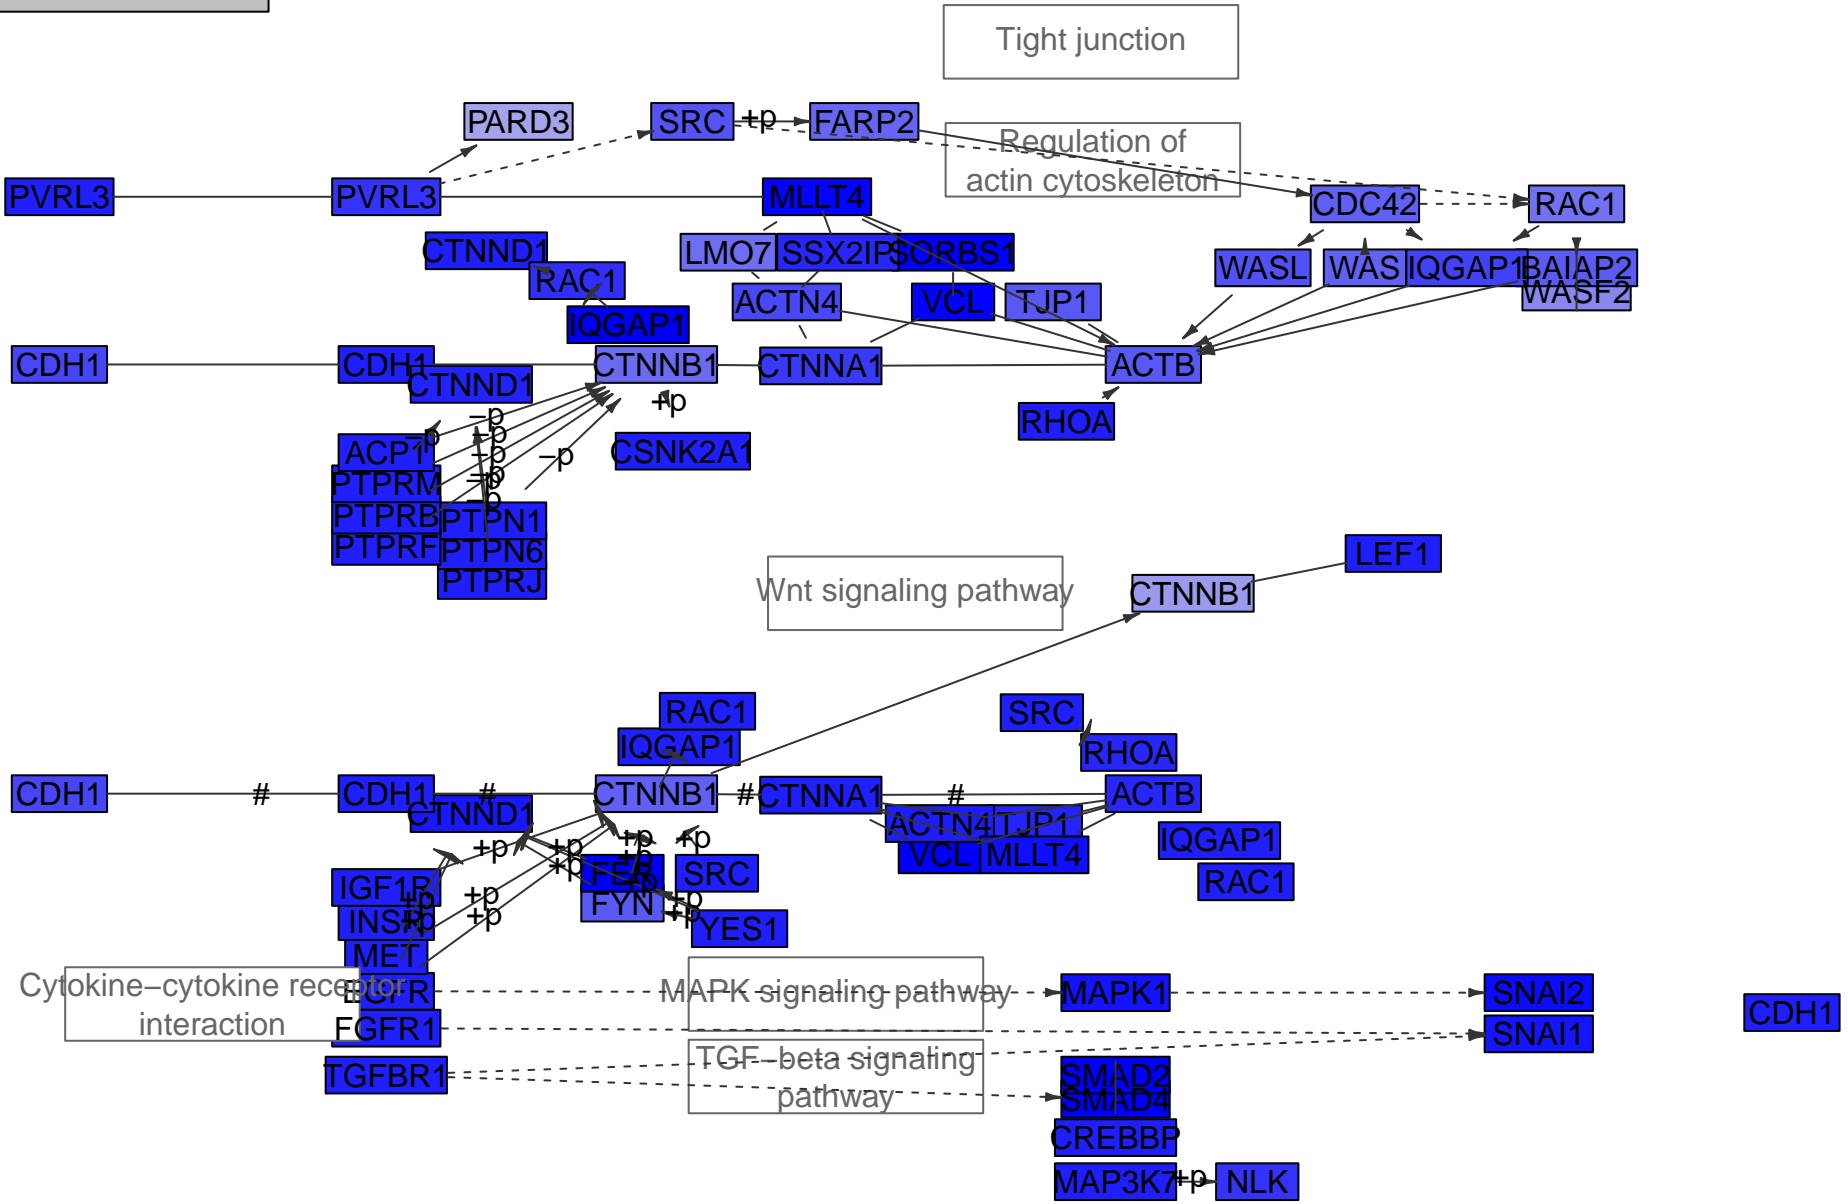 Tight junction
PARD3
SRC
+p
FARP2
Regulation of
actin cytoskeleton
PVRL3
PVRL3
MLLT4
CDC42
RAC1
CTNND1
LMO7
SSX2IP
SORBS1
RAC1
WASL
WAS
IQGAP1
BAIAP2
WASF2
ACTN4
VCL
TJP1
IQGAP1
CDH1
CDH1
CTNNB1
CTNNA1
ACTB
CTNND1
+p
–p
RHOA
–p
–p
ACP1
–p
–p
CSNK2A1
–p
–p
PTPRM
–p
PTPRB
PTPN1
PTPRF
PTPN6
PTPRJ
LEF1
Wnt signaling pathway
CTNNB1
RAC1
SRC
IQGAP1
RHOA
CDH1
#
CDH1
#
CTNNB1
#
CTNNA1
#
ACTB
CTNND1
ACTN4
TJP1
+p
+p
+p
+p
IQGAP1
VCL
MLLT4
+p
+p
FER
SRC
RAC1
IGF1R
+p
+p
FYN
+p
+p
INSR
+p
+p
+p
YES1
MET
Cytokine–cytokine receptor
interaction
EGFR
MAPK signaling pathway
MAPK1
SNAI2
CDH1
FGFR1
SNAI1
TGFBR1
TGF–beta signaling
pathway
SMAD2
SMAD4
CREBBP
MAP3K7
+p
NLK